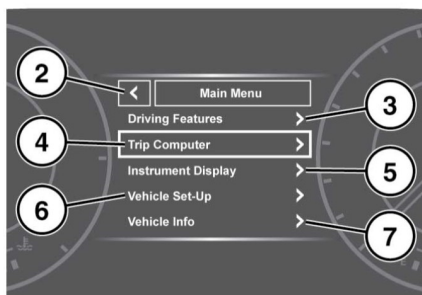 2
Main Menu
3
Driving Features
4
Trip Computer
Instrument Display
5
6
Vehicle Set-Up
Vehicle Info
7